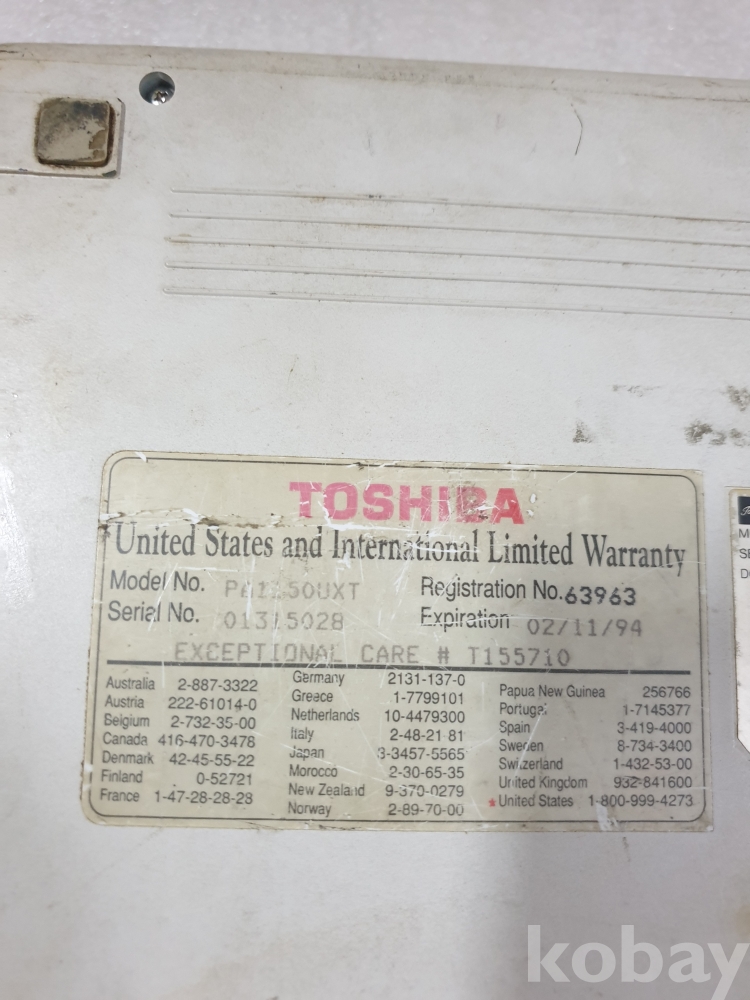 TOSHIBA
United States and International Limited Warranty
Model No. Registration No. 63963
Serial No. 01315028 Expiration 02/11/94
EXCEPTIONAL CARE # T155710
Australia 2-887-3322
Austria 222-61014-0
Belgium 2-732-35-00
Canada 416-470-3478
Denmark 42-45-55-22
Finland 0-52721
France 1-47-28-28-28
Germany 2131-137-0
Greece 1-7799101
Netherlands 10-4479300
Italy 2-48-21 81
Japan 3-3457-5565
Morocco 2-30-65-35
New Zealand 9-370-0279
Norway 2-89-70-00
Papua New Guinea 256766
Portugal 1-7145377
Spain 3-419-4000
Sweden 8-734-3400
Switzerland 1-432-53-00
United Kingdom 932-841600
* United States 1-800-999-4273
kobay